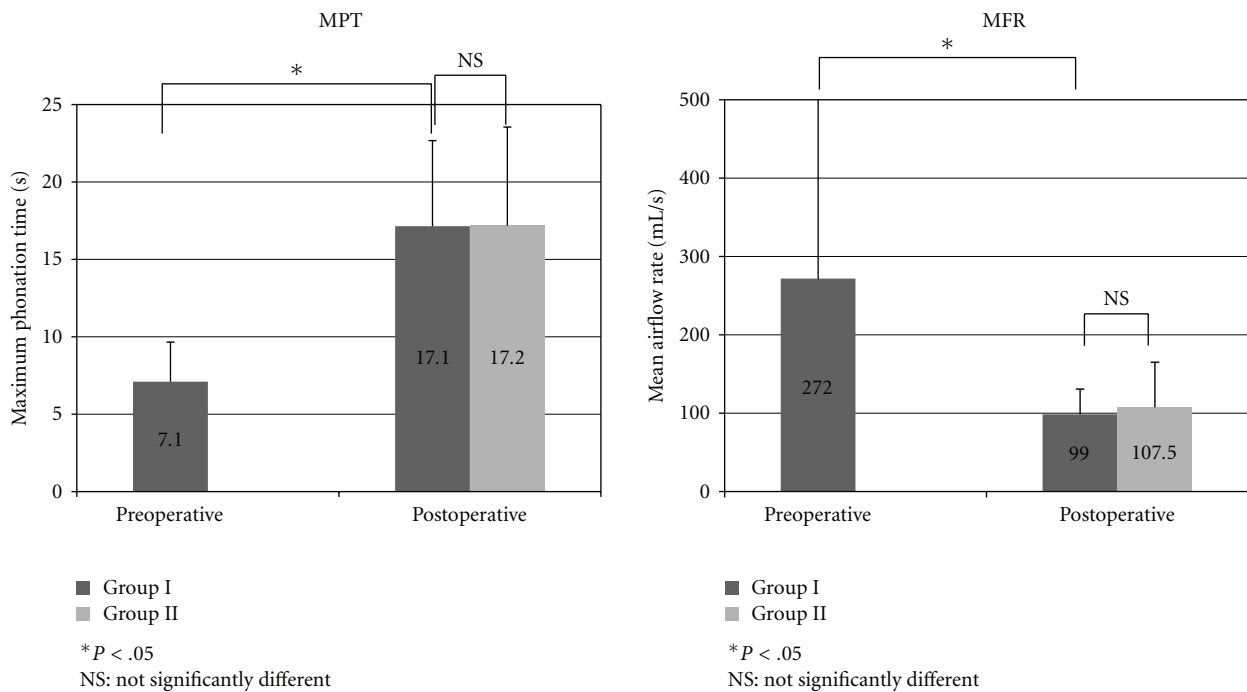 MPT
*
NS
25
20
15
10
5
0
Maximum phonation time (s)
7.1
17.1
17.2
Preoperative
Postoperative
Group I
Group II
*P < .05
NS: not significantly different
MFR
*
NS
500
400
300
200
100
0
Mean airflow rate (mL/s)
272
99
107.5
Preoperative
Postoperative
Group I
Group II
*P < .05
NS: not significantly different